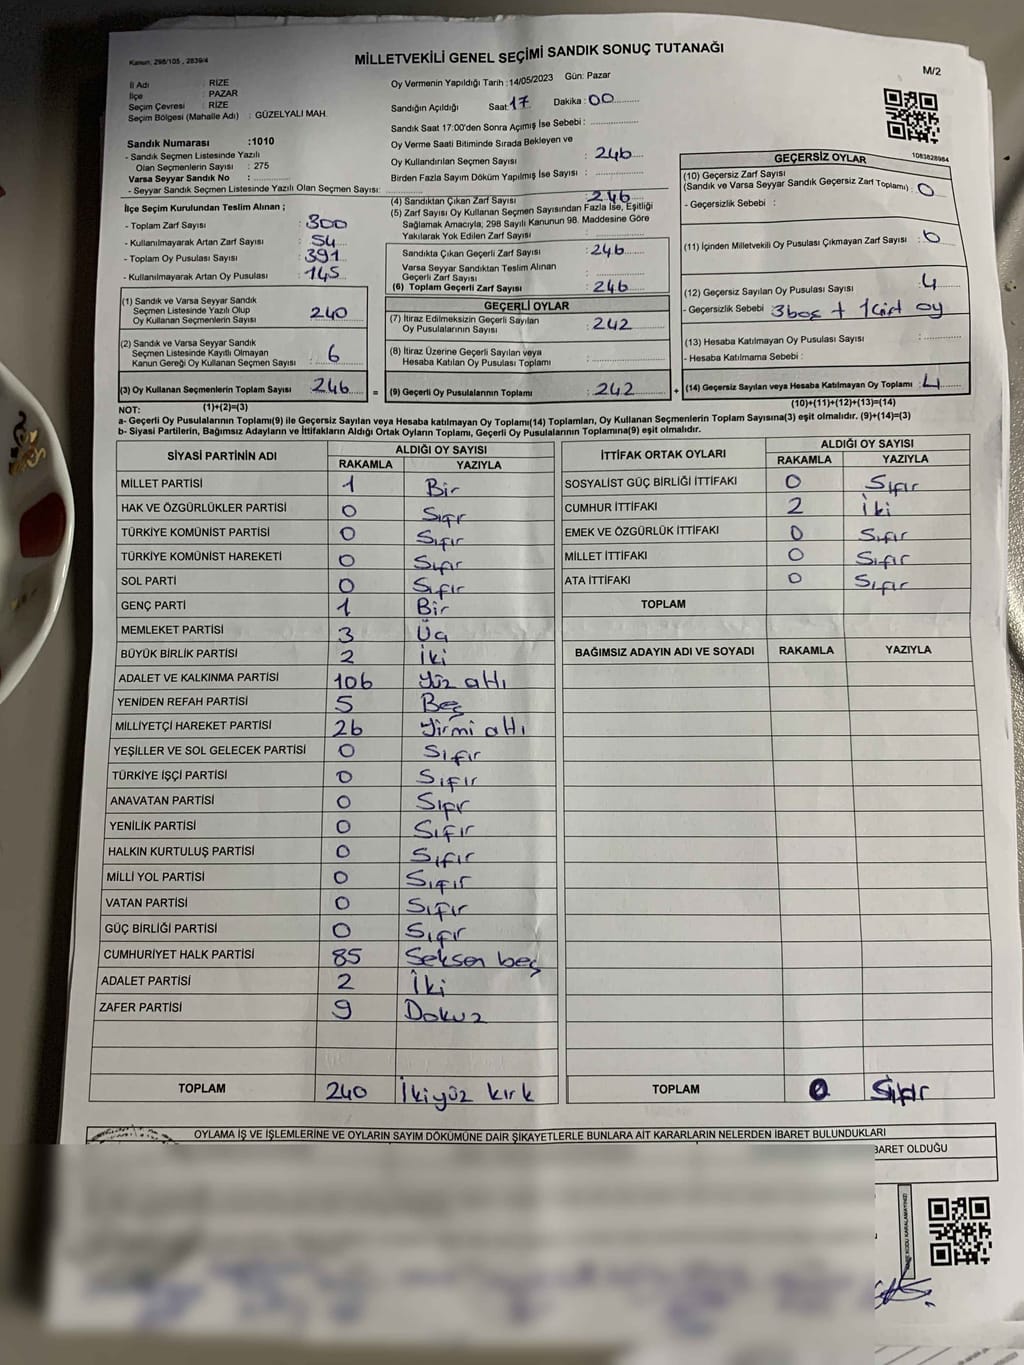 Kanun: 298/105, 2839/4
MİLLETVEKİLİ GENEL SEÇİMİ SANDIK SONUÇ TUTANAĞI
M/2
İl Adı : RİZE
İlçe : PAZAR
Seçim Çevresi : RİZE
Seçim Bölgesi (Mahalle Adı) : GÜZELYALI MAH.
Sandık Numarası :1010
- Sandık Seçmen Listesinde Yazılı
Olan Seçmenlerin Sayısı : 275
Varsa Seyyar Sandık No :
- Seyyar Sandık Seçmen Listesinde Yazılı Olan Seçmen Sayısı:
Oy Vermenin Yapıldığı Tarih :14/05/2023 Gün: Pazar
Sandığın Açıldığı Saat:17 Dakika:00
Sandık Saat 17:00'den Sonra Açımış İse Sebebi :
Oy Verme Saati Bitiminde Sırada Bekleyen ve
Oy Kullandırılan Seçmen Sayısı : 246
Birden Fazla Sayım Döküm Yapılmış İse Sayısı :
İlçe Seçim Kurulundan Teslim Alınan ;
- Toplam Zarf Sayısı : 300
- Kullanılmayarak Artan Zarf Sayısı : 54
- Toplam Oy Pusulası Sayısı : 391
- Kullanılmayarak Artan Oy Pusulası : 145
(1) Sandık ve Varsa Seyyar Sandık
Seçmen Listesinde Yazılı Olup
Oy Kullanan Seçmenlerin Sayısı : 240
(2) Sandık ve Varsa Seyyar Sandık
Seçmen Listesinde Kayıtlı Olmayan
Kanun Gereği Oy Kullanan Seçmen Sayısı : 6
(3) Oy Kullanan Seçmenlerin Toplam Sayısı : 246 =
(1)+(2)=(3)
(4) Sandıktan Çıkan Zarf Sayısı : 246
(5) Zarf Sayısı Oy Kullanan Seçmen Sayısından Fazla İse, Eşitliği
Sağlamak Amacıyla; 298 Sayılı Kanunun 98. Maddesine Göre
Yakılarak Yok Edilen Zarf Sayısı :
Sandıkta Çıkan Geçerli Zarf Sayısı : 246
Varsa Seyyar Sandıktan Teslim Alınan
Geçerli Zarf Sayısı :
(6) Toplam Geçerli Zarf Sayısı : 246
GEÇERLİ OYLAR
(7) İtiraz Edilmeksizin Geçerli Sayılan
Oy Pusulalarının Sayısı : 242
(8) İtiraz Üzerine Geçerli Sayılan veya
Hesaba Katılan Oy Pusulası Toplamı :
(9) Geçerli Oy Pusulalarının Toplamı : 242 +
1083828984
GEÇERSİZ OYLAR
(10) Geçersiz Zarf Sayısı
(Sandık ve Varsa Seyyar Sandık Geçersiz Zarf Toplamı) : 0
- Geçersizlik Sebebi :
(11) İçinden Milletvekili Oy Pusulası Çıkmayan Zarf Sayısı : 0
(12) Geçersiz Sayılan Oy Pusulası Sayısı : 4
- Geçersizlik Sebebi : 3boş + 1Çift oy
(13) Hesaba Katılmayan Oy Pusulası Sayısı :
- Hesaba Katılmama Sebebi :
(14) Geçersiz Sayılan veya Hesaba Katılmayan Oy Toplamı : 4
(10)+(11)+(12)+(13)=(14)
NOT:
a- Geçerli Oy Pusulalarının Toplamı(9) ile Geçersiz Sayılan veya Hesaba katılmayan Oy Toplamı(14) Toplamları, Oy Kullanan Seçmenlerin Toplam Sayısına(3) eşit olmalıdır. (9)+(14)=(3)
b- Siyasi Partilerin, Bağımsız Adayların ve İttifakların Aldığı Ortak Oyların Toplamı, Geçerli Oy Pusulalarının Toplamına(9) eşit olmalıdır.
SİYASİ PARTİNİN ADI ALDIĞI OY SAYISI
RAKAMLA YAZIYLA
MİLLET PARTİSİ 1 Bir
HAK VE ÖZGÜRLÜKLER PARTİSİ 0 Sıfır
TÜRKİYE KOMÜNİST PARTİSİ 0 Sıfır
TÜRKİYE KOMÜNİST HAREKETİ 0 Sıfır
SOL PARTİ 0 Sıfır
GENÇ PARTİ 1 Bir
MEMLEKET PARTİSİ 3 Üç
BÜYÜK BİRLİK PARTİSİ 2 İki
ADALET VE KALKINMA PARTİSİ 106 Yüz altı
YENİDEN REFAH PARTİSİ 5 Beş
MİLLİYETÇİ HAREKET PARTİSİ 26 Yirmi altı
YEŞİLLER VE SOL GELECEK PARTİSİ 0 Sıfır
TÜRKİYE İŞÇİ PARTİSİ 0 Sıfır
ANAVATAN PARTİSİ 0 Sıfır
YENİLİK PARTİSİ 0 Sıfır
HALKIN KURTULUŞ PARTİSİ 0 Sıfır
MİLLİ YOL PARTİSİ 0 Sıfır
VATAN PARTİSİ 0 Sıfır
GÜÇ BİRLİĞİ PARTİSİ 0 Sıfır
CUMHURİYET HALK PARTİSİ 85 Seksen beş
ADALET PARTİSİ 2 İki
ZAFER PARTİSİ 9 Dokuz
TOPLAM 240 İkiyüz kırk
İTTİFAK ORTAK OYLARI ALDIĞI OY SAYISI
RAKAMLA YAZIYLA
SOSYALİST GÜÇ BİRLİĞİ İTTİFAKI 0 Sıfır
CUMHUR İTTİFAKI 2 İki
EMEK VE ÖZGÜRLÜK İTTİFAKI 0 Sıfır
MİLLET İTTİFAKI 0 Sıfır
ATA İTTİFAKI 0 Sıfır
TOPLAM
BAĞIMSIZ ADAYIN ADI VE SOYADI RAKAMLA YAZIYLA
TOPLAM 0 Sıfır
OYLAMA İŞ VE İŞLEMLERİNE VE OYLARIN SAYIM DÖKÜMÜNE DAİR ŞİKAYETLERLE BUNLARA AİT KARARLARIN NELERDEN İBARET BULUNDUKLARI
BARET OLDUĞU